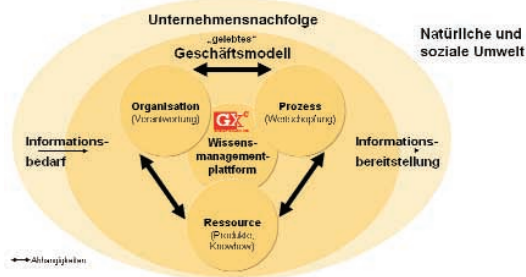 Unternehmensnachfolge
Natürliche und
soziale Umwelt
„gelebtes“
Geschäftsmodell
Organisation
(Verantwortung)
Prozess
(Wertschöpfung)
GX
Informations-
bedarf
Wissens-
management-
plattform
Informations-
bereitstellung
Ressource
(Produkte,
Knowhow)
Abhängigkeiten